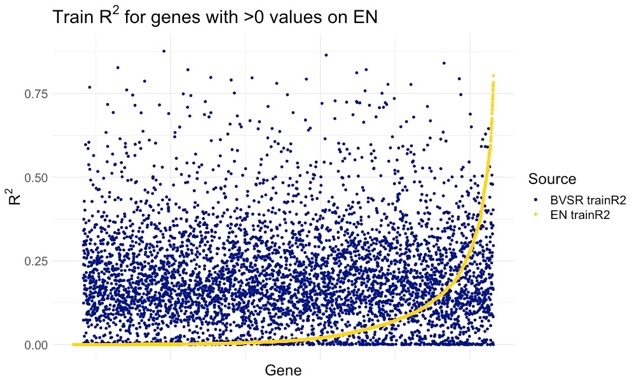 Train R² for genes with >0 values on EN
R²
0.75
0.50
0.25
0.00
Gene
Source
BVSR trainR2
EN trainR2